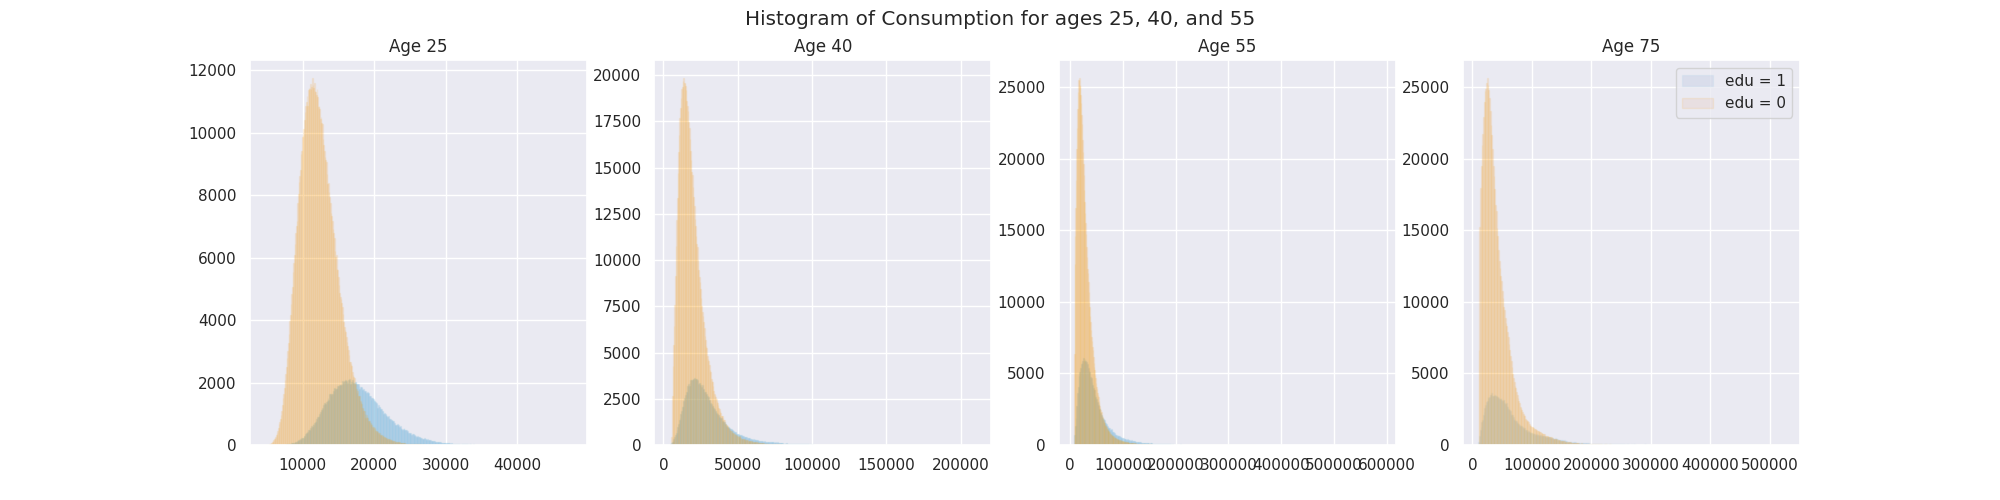 Histogram of Consumption for ages 25, 40, and 55
Age 25
12000
10000
8000
6000
4000
2000
0
10000 20000 30000 40000
Age 40
20000
17500
15000
12500
10000
7500
5000
2500
0
0 50000 100000 150000 200000
Age 55
25000
20000
15000
10000
5000
0
0 100000 200000 300000 400000 500000 600000
Age 75
25000
20000
15000
10000
5000
0
0 100000 200000 300000 400000 500000
edu = 1
edu = 0